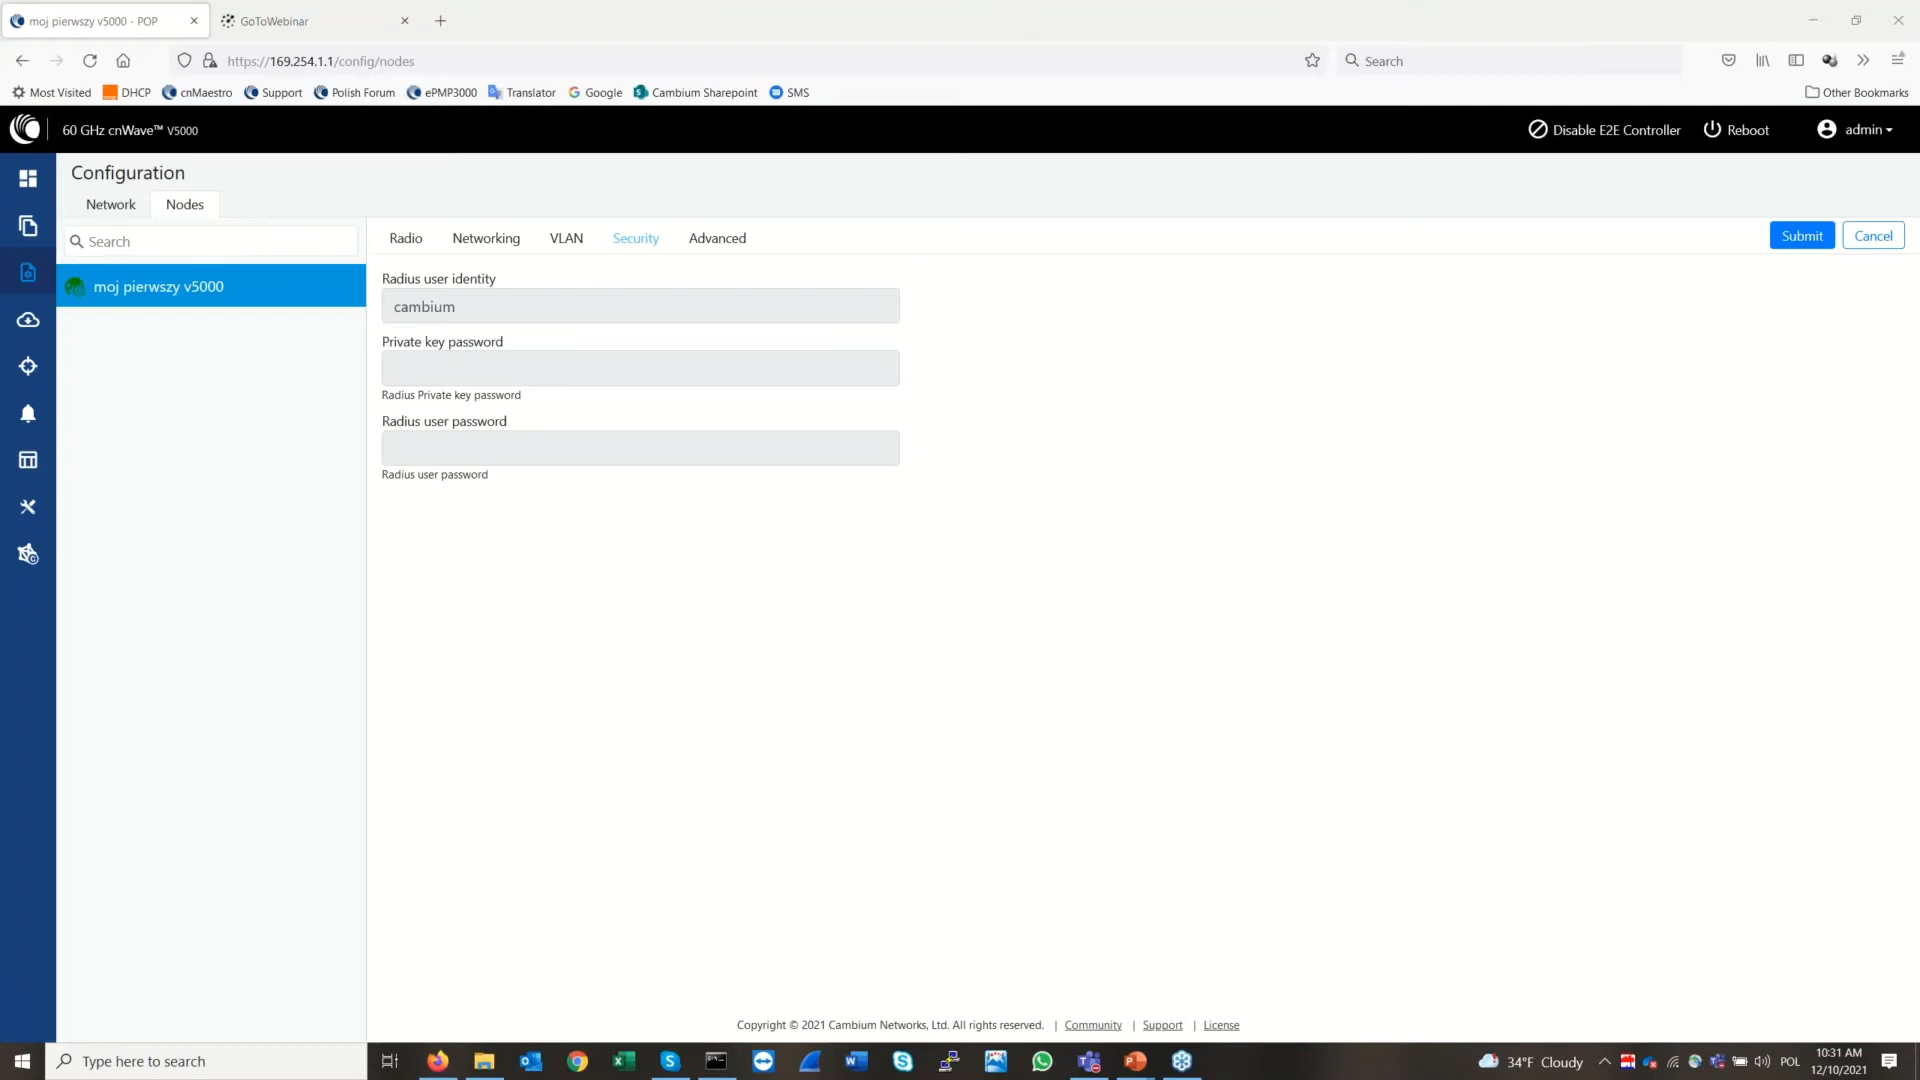 moj pierwszy v5000 - POP
GoToWebinar
https://169.254.1.1/config/nodes
Search
Most Visited
DHCP
cnMaestro
Support
Polish Forum
ePMP3000
Translator
Google
Cambium Sharepoint
SMS
Other Bookmarks
60 GHz cnWave™ V5000
Disable E2E Controller
Reboot
admin
Configuration
Network
Nodes
Search
Radio
Networking
VLAN
Security
Advanced
Submit
Cancel
moj pierwszy v5000
Radius user identity
cambium
Private key password
Radius Private key password
Radius user password
Radius user password
Copyright © 2021 Cambium Networks, Ltd. All rights reserved. | Community | Support | License
Type here to search
34°F Cloudy
POL
10:31 AM
12/10/2021